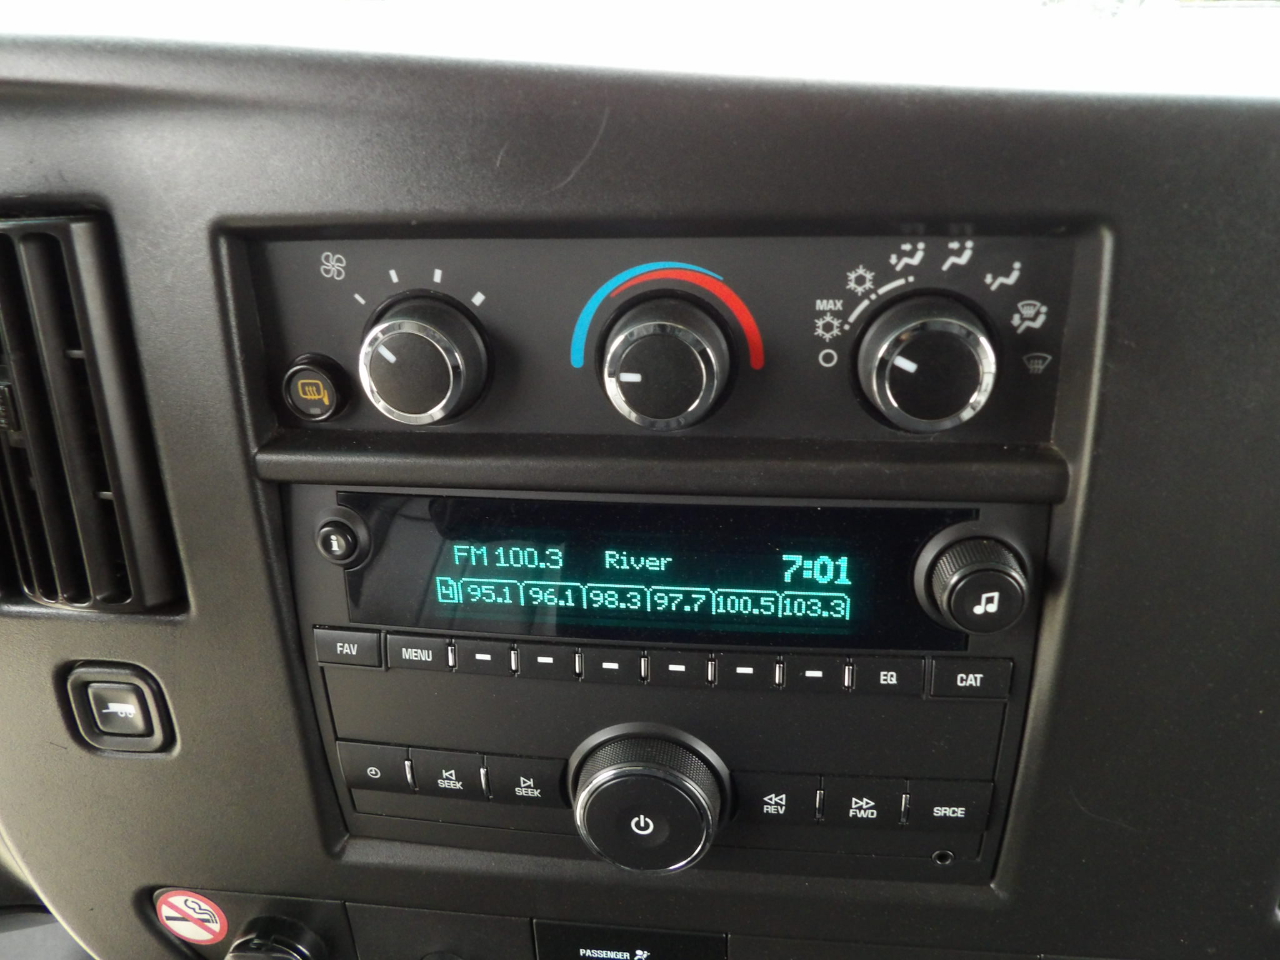 MAX
i
FM 100.3 River 7:01
4 95.1 96.1 98.3 97.7 100.5 103.3
FAV MENU EQ CAT
SEEK SEEK REV FWD SRCE
PASSENGER